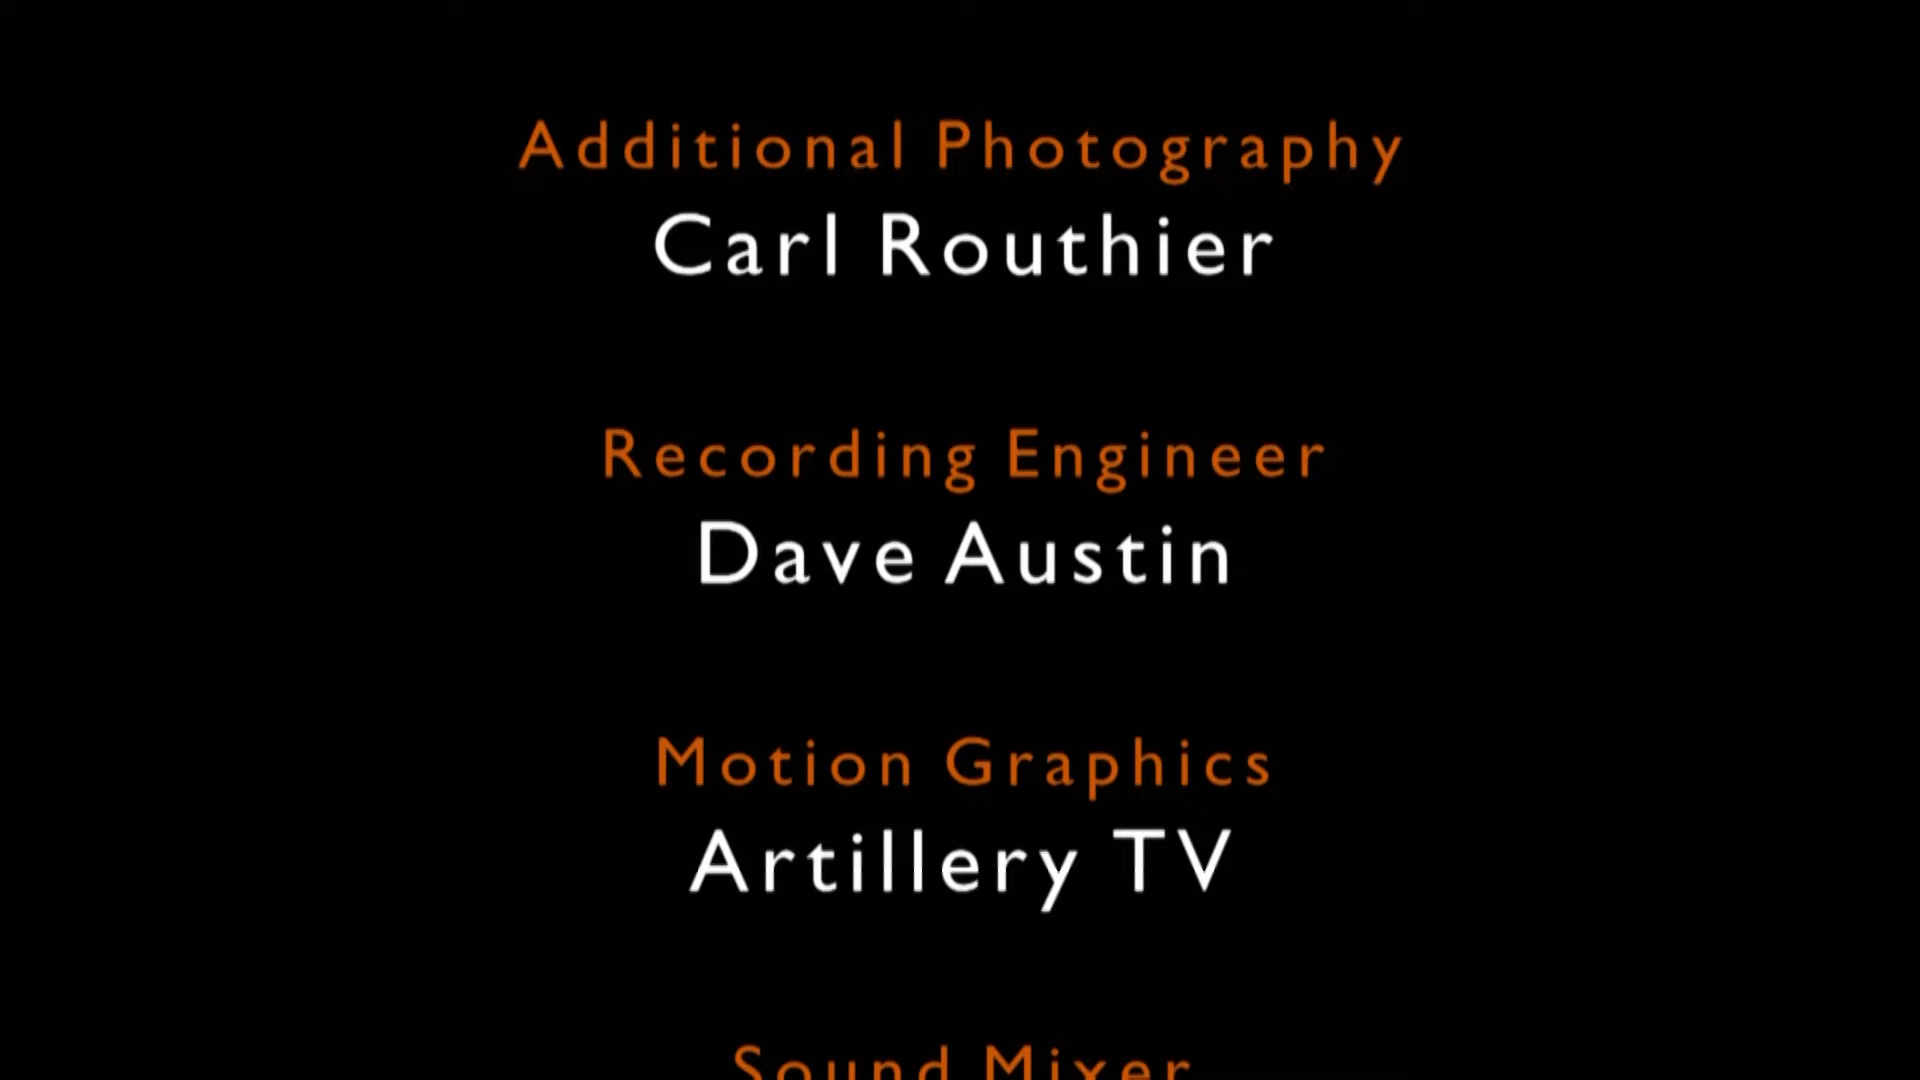 Additional Photography
Carl Routhier
Recording Engineer
Dave Austin
Motion Graphics
Artillery TV
Sound Mixer